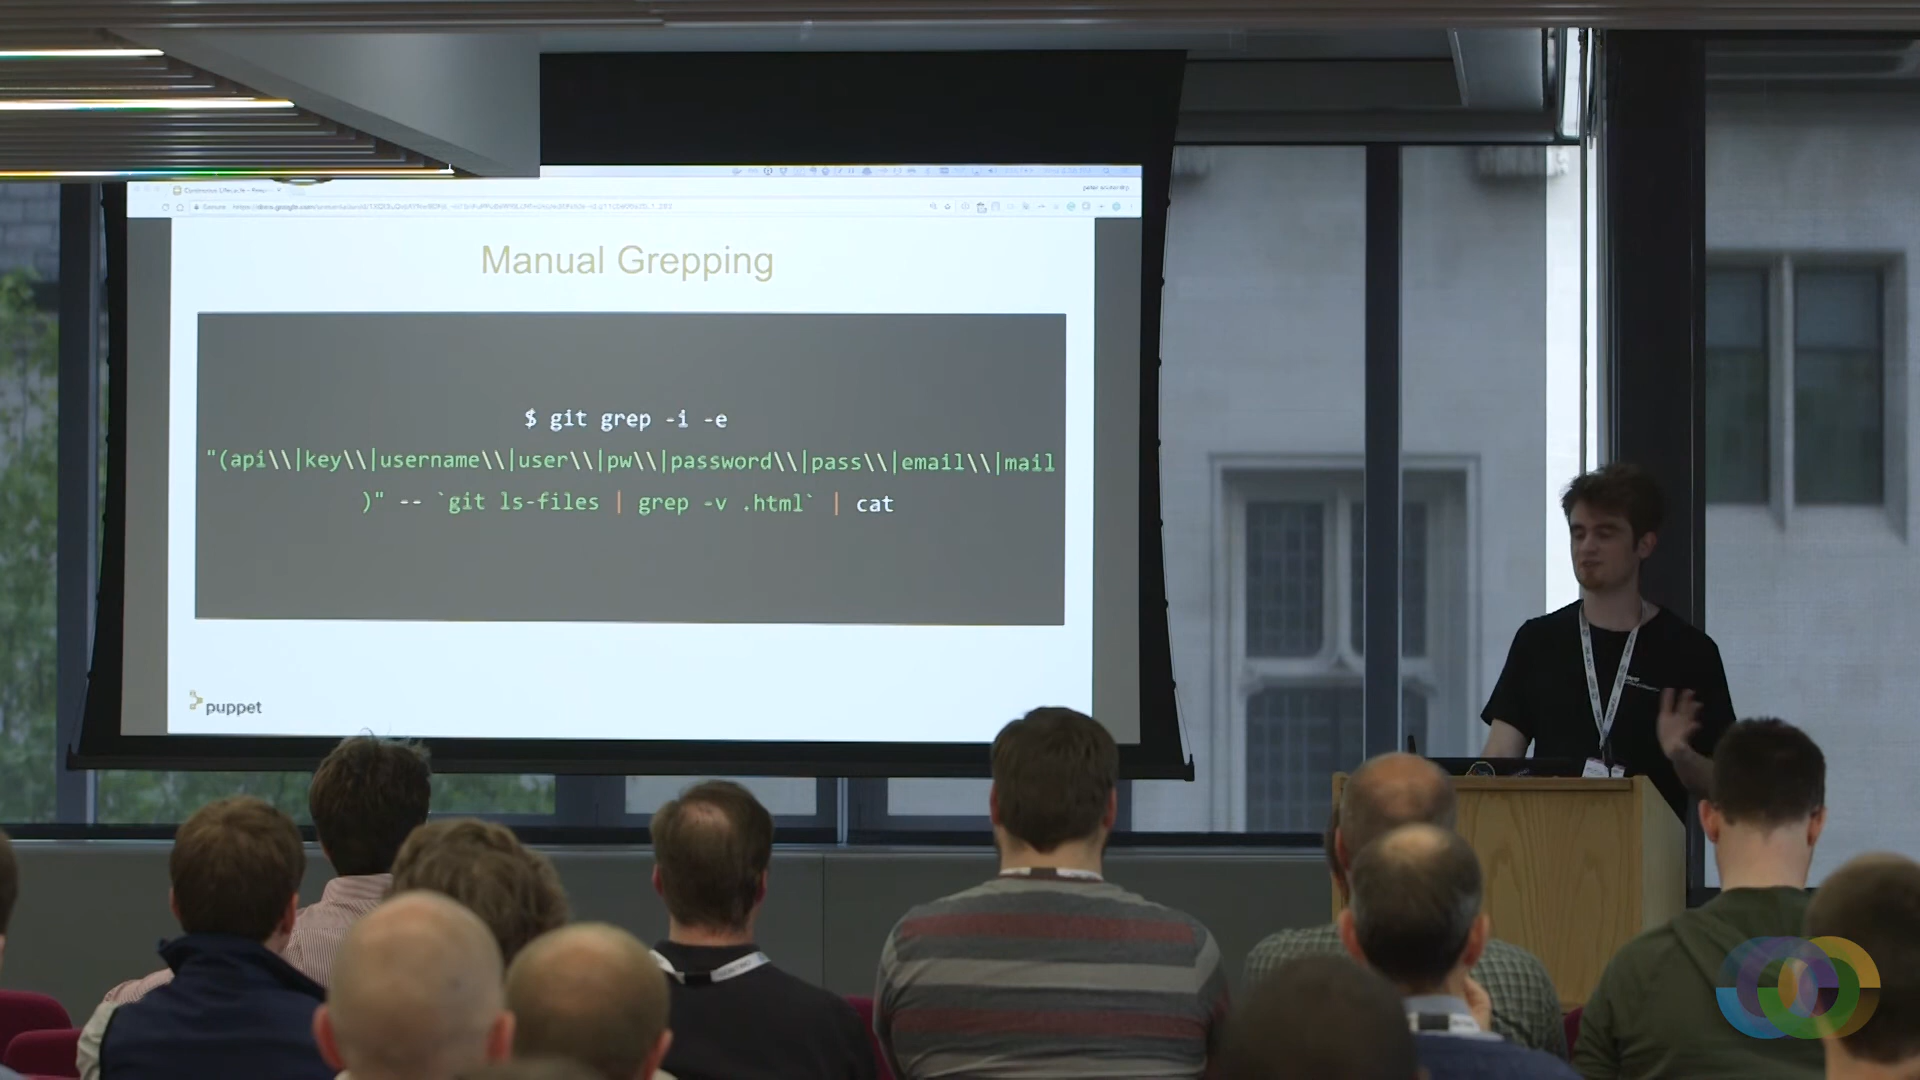 Manual Grepping
$ git grep -i -e
"(api\\|key\\|username\\|user\\|pw\\|password\\|pass\\|email\\|mail
)" -- `git ls-files | grep -v .html` | cat
puppet